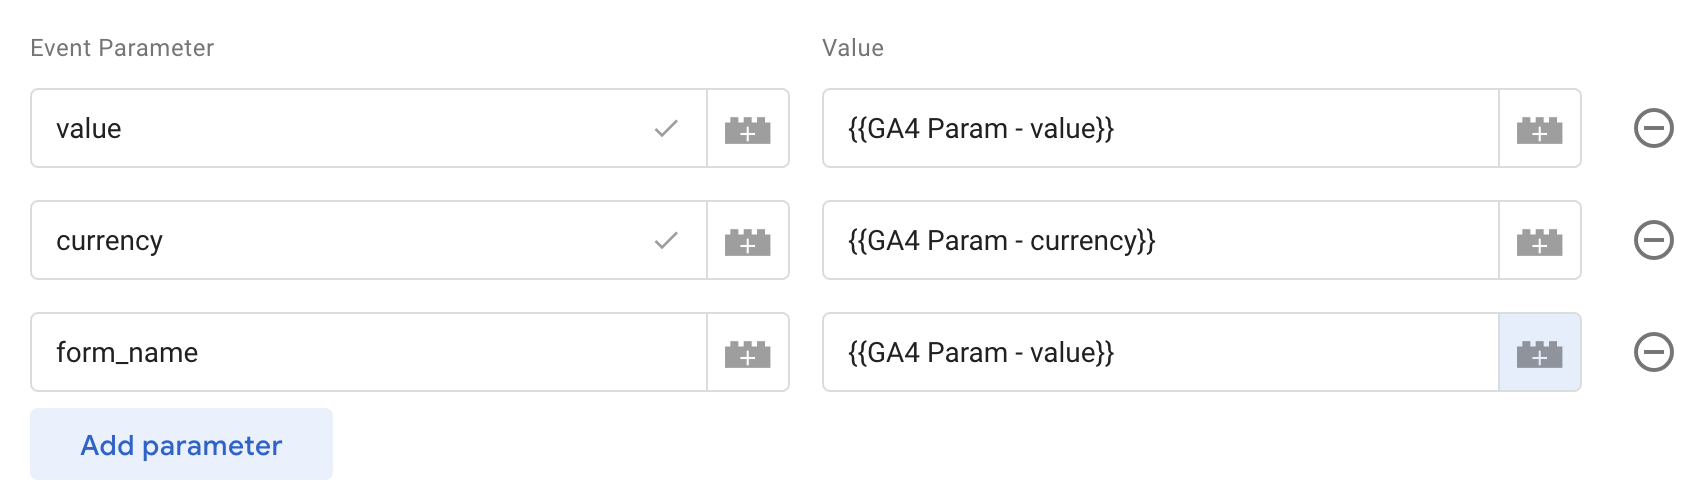 Event Parameter Value
value {{GA4 Param - value}}
currency {{GA4 Param - currency}}
form_name {{GA4 Param - value}}
Add parameter